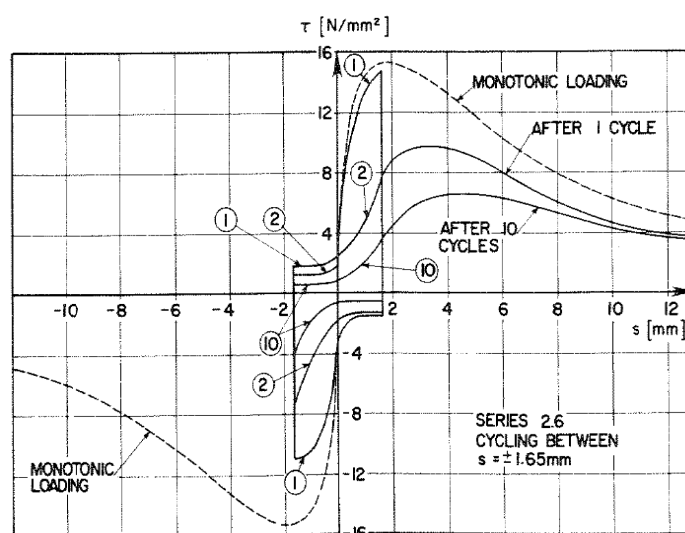 τ [N/mm²]
16
①
MONOTONIC LOADING
12
AFTER 1 CYCLE
8
②
① ②
4
AFTER 10
CYCLES
⑩
-10 -8 -6 -4 -2 2 4 6 8 10 12
s [mm]
⑩
-4
②
-8
SERIES 2.6
CYCLING BETWEEN
s = ±1.65mm
MONOTONIC
LOADING
①
-12
16